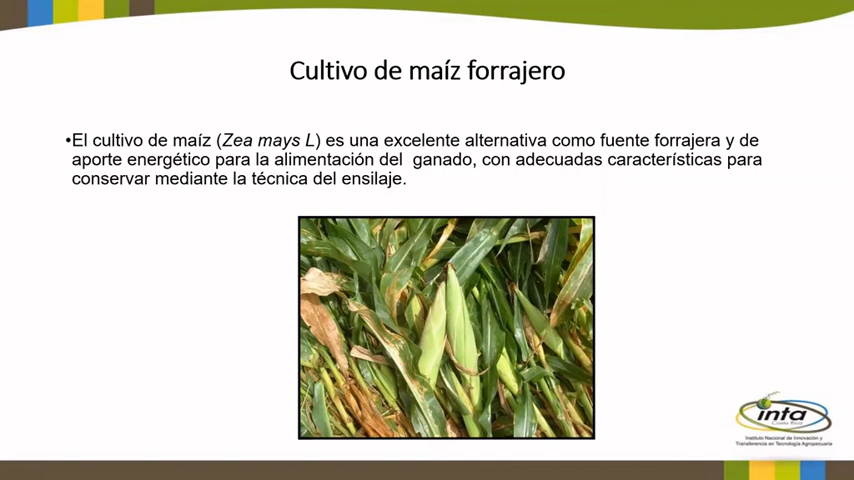 Cultivo de maíz forrajero
•El cultivo de maíz (Zea mays L) es una excelente alternativa como fuente forrajera y de
aporte energético para la alimentación del  ganado, con adecuadas características para
conservar mediante la técnica del ensilaje.
inta
Costa Rica
Instituto Nacional de Innovación y
Transferencia en Tecnología Agropecuaria